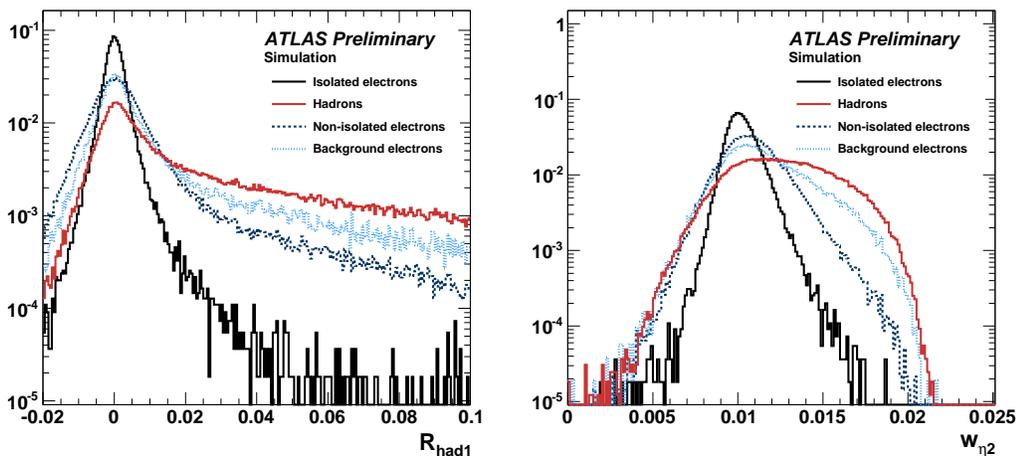 ATLAS Preliminary
Simulation
Isolated electrons
Hadrons
Non-isolated electrons
Background electrons
10-1
10-2
10-3
10-4
10-5
-0.02 0 0.02 0.04 0.06 0.08 0.1
Rhad1
ATLAS Preliminary
Simulation
Isolated electrons
Hadrons
Non-isolated electrons
Background electrons
1
10-1
10-2
10-3
10-4
10-5
0 0.005 0.01 0.015 0.02 0.025
wη2